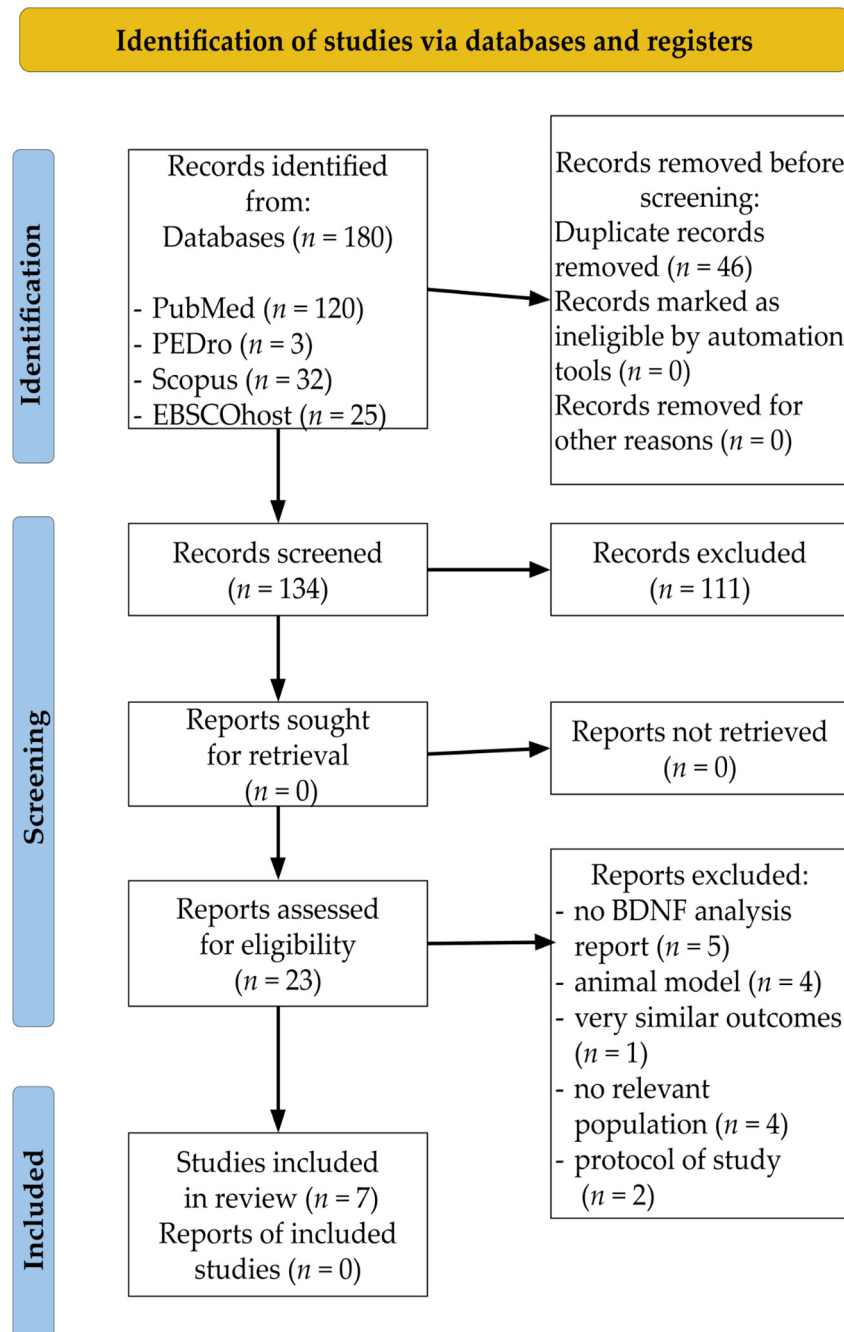 Identification of studies via databases and registers
Identification
Records identified
from:
Databases (n = 180)
- PubMed (n = 120)
- PEDro (n = 3)
- Scopus (n = 32)
- EBSCOhost (n = 25)
Records removed before
screening:
Duplicate records
removed (n = 46)
Records marked as
ineligible by automation
tools (n = 0)
Records removed for
other reasons (n = 0)
Screening
Records screened
(n = 134)
Records excluded
(n = 111)
Reports sought
for retrieval
(n = 0)
Reports not retrieved
(n = 0)
Reports assessed
for eligibility
(n = 23)
Reports excluded:
- no BDNF analysis
report (n = 5)
- animal model (n = 4)
- very similar outcomes
(n = 1)
- no relevant
population (n = 4)
- protocol of study
(n = 2)
Included
Studies included
in review (n = 7)
Reports of included
studies (n = 0)